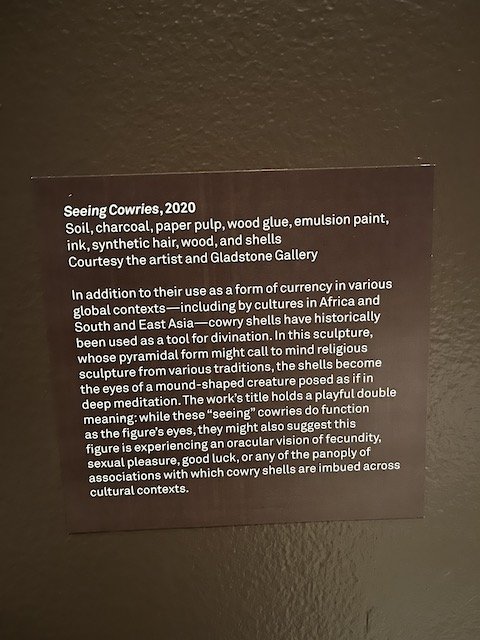 Seeing Cowries, 2020
Soil, charcoal, paper pulp, wood glue, emulsion paint,
ink, synthetic hair, wood, and shells
Courtesy the artist and Gladstone Gallery
In addition to their use as a form of currency in various
global contexts—including by cultures in Africa and
South and East Asia—cowry shells have historically
been used as a tool for divination. In this sculpture,
whose pyramidal form might call to mind religious
sculpture from various traditions, the shells become
the eyes of a mound-shaped creature posed as if in
deep meditation. The work's title holds a playful double
meaning: while these “seeing” cowries do function
as the figure's eyes, they might also suggest this
figure is experiencing an oracular vision of fecundity,
sexual pleasure, good luck, or any of the panoply of
associations with which cowry shells are imbued across
cultural contexts.